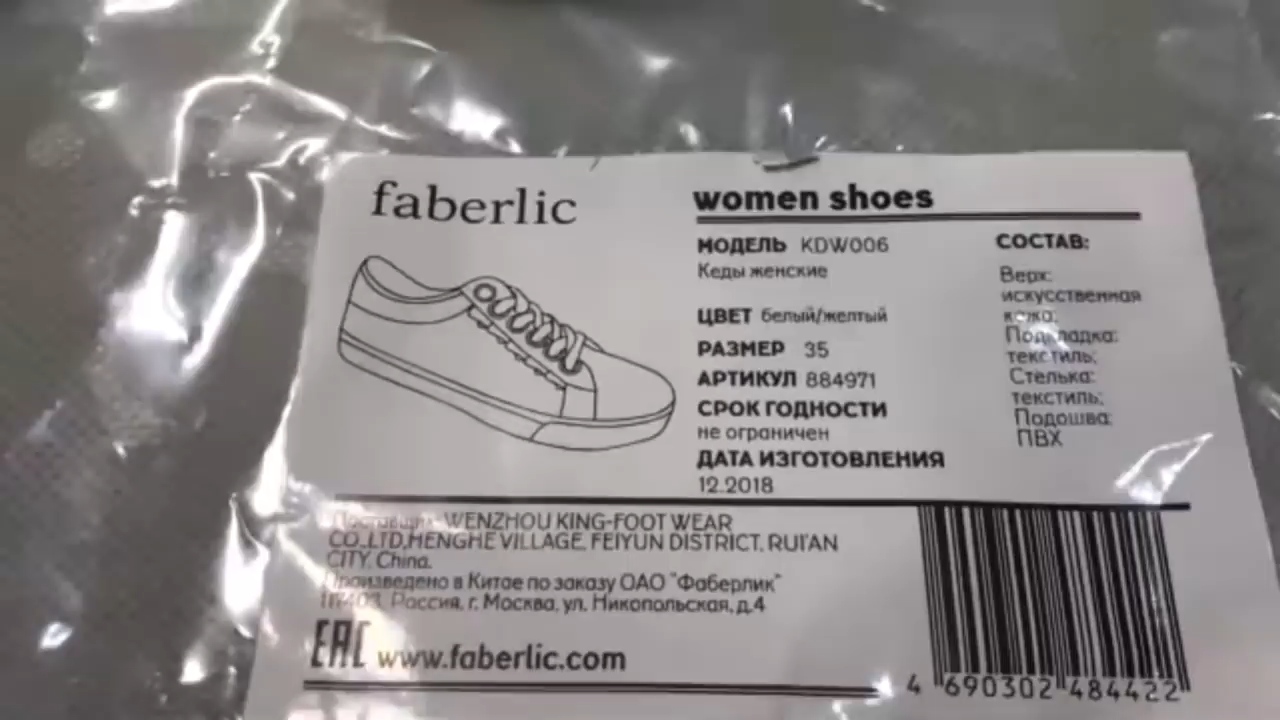 faberlic
women shoes
МОДЕЛЬ KDW006
Кеды женские
ЦВЕТ белый/желтый
РАЗМЕР 35
АРТИКУЛ 884971
СРОК ГОДНОСТИ
не ограничен
ДАТА ИЗГОТОВЛЕНИЯ
12.2018
СОСТАВ:
Верх:
искусственная
кожа;
Подкладка:
текстиль;
Стелька:
текстиль;
Подошва:
ПВХ
Поставщик: WENZHOU KING-FOOT WEAR
CO.,LTD,HENGHE VILLAGE, FEIYUN DISTRICT, RUI'AN
CITY, China.
Произведено в Китае по заказу ОАО "Фаберлик"
Россия, г. Москва, ул. Никопольская, д.4
EAC www.faberlic.com
4 690302 484422